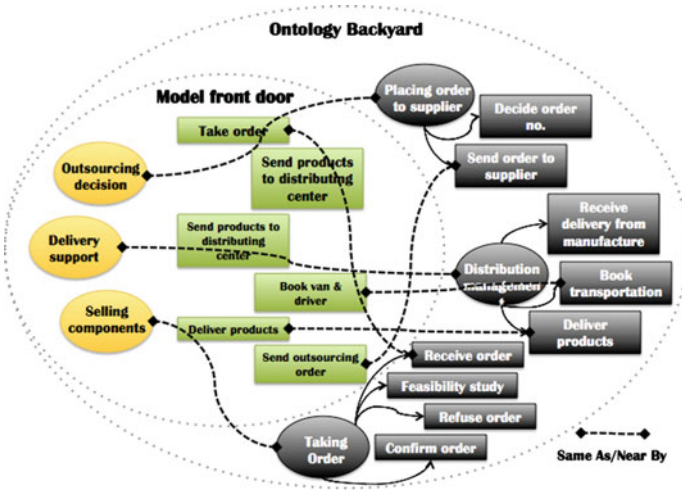 Ontology Backyard
Model front door
Placing order
to supplier
Decide order
no.
Take order
Send order to
supplier
Send products
to distributing
center
Outsourcing
decision
Receive
delivery from
manufacture
Send products to
distributing
center
Delivery
support
Distribution
management
Book
transportation
Book van &
driver
Selling
components
Deliver products
Deliver
products
Send outsourcing
order
Receive order
Feasibility study
Refuse order
Taking
Order
Confirm order
Same As/Near By